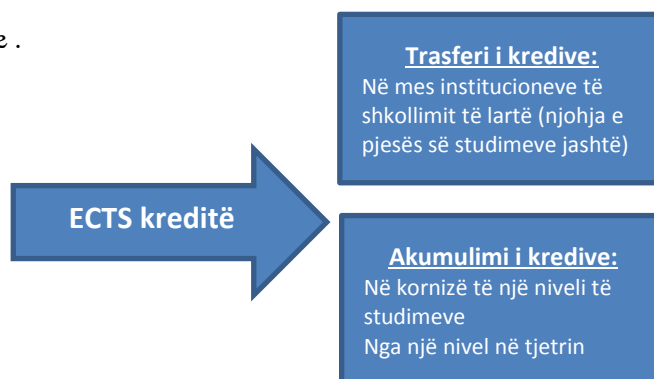 e .
Trasferi i kredive:
Në mes institucioneve të
shkollimit të lartë (njohja e
pjesës së studimeve jashtë)
ECTS kreditë
Akumulimi i kredive:
Në kornizë të një niveli të
studimeve
Nga një nivel në tjetrin